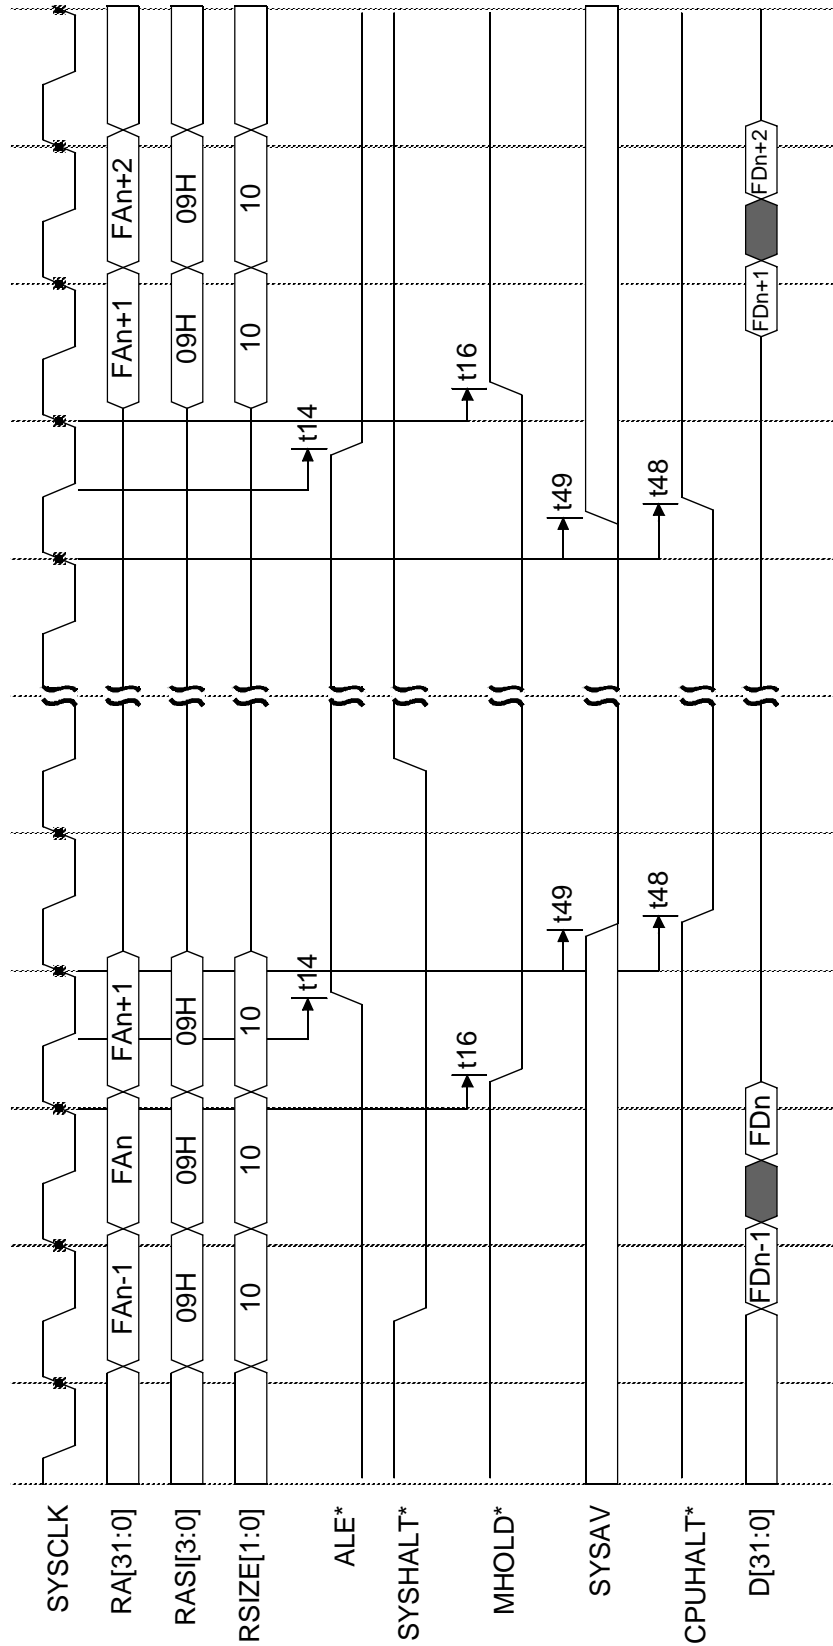 SYSCLK
RA[31:0] FAn-1 FAn FAn+1 FAn+1 FAn+2
RASI[3:0] 09H 09H 09H 09H 09H
RSIZE[1:0] 10 10 10 10 10
t14 t14
ALE*
SYSHALT*
t16 t16
MHOLD*
t49 t49
SYSAV
t48 t48
CPUHALT*
D[31:0] FDn-1 FDn FDn+1 FDn+2